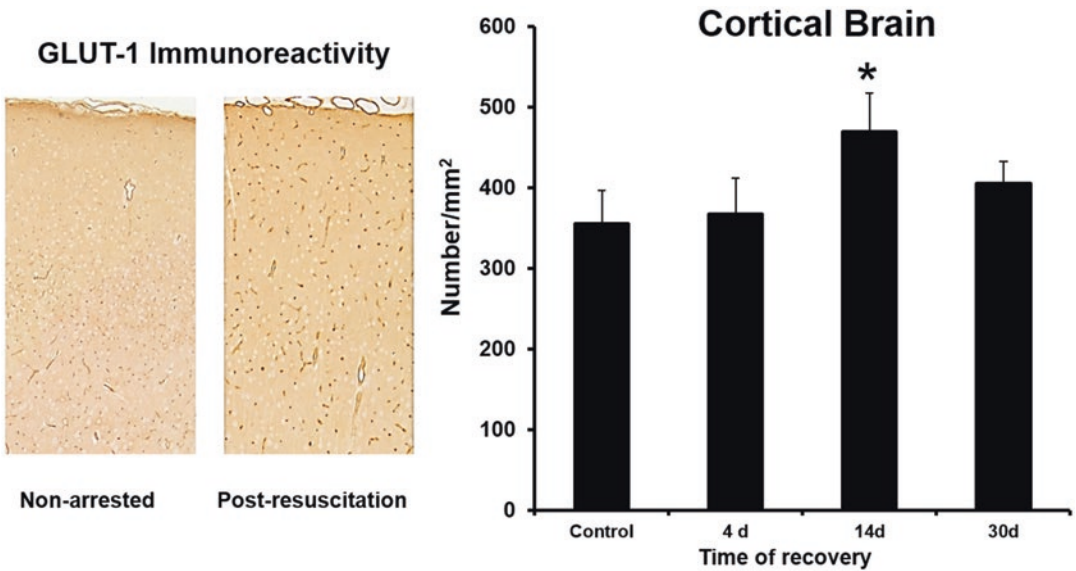 GLUT-1 Immunoreactivity
Non-arrested
Post-resuscitation
Cortical Brain
Number/mm²
600
500
400
300
200
100
0
*
Control
4 d
14d
30d
Time of recovery